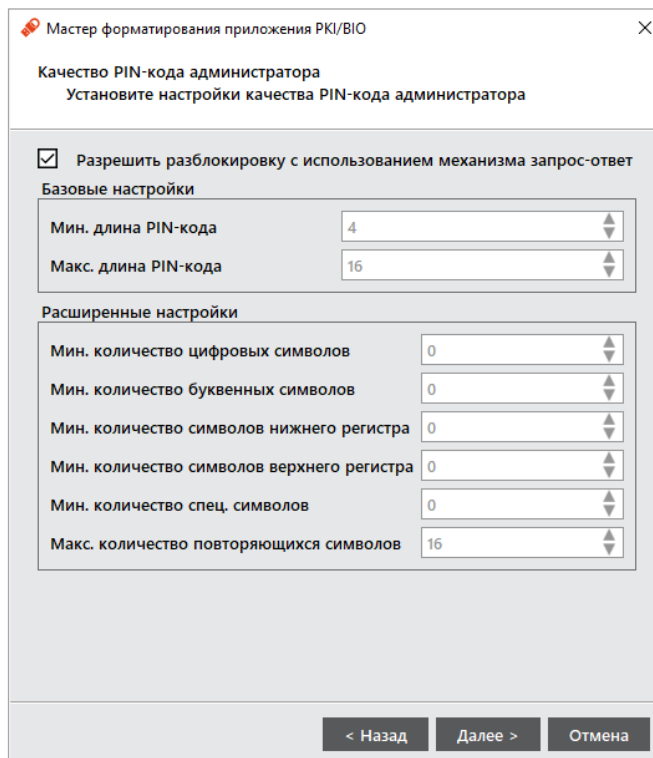 Мастер форматирования приложения PKI/BIO
Качество PIN-кода администратора
Установите настройки качества PIN-кода администратора
Разрешить разблокировку с использованием механизма запрос-ответ
Базовые настройки
Мин. длина PIN-кода 4
Макс. длина PIN-кода 16
Расширенные настройки
Мин. количество цифровых символов 0
Мин. количество буквенных символов 0
Мин. количество символов нижнего регистра 0
Мин. количество символов верхнего регистра 0
Мин. количество спец. символов 0
Макс. количество повторяющихся символов 16
< Назад Далее > Отмена